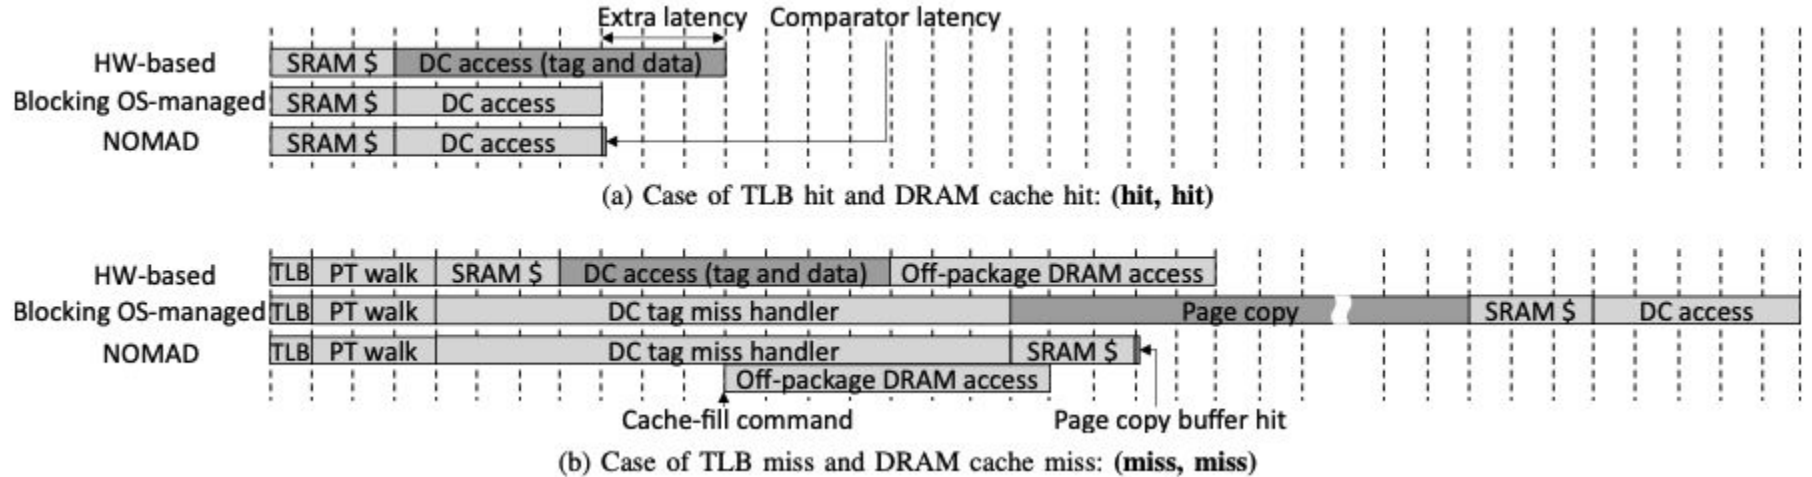 Extra latency Comparator latency
HW-based SRAM $ DC access (tag and data)
Blocking OS-managed SRAM $ DC access
NOMAD SRAM $ DC access
(a) Case of TLB hit and DRAM cache hit: (hit, hit)
HW-based TLB PT walk SRAM $ DC access (tag and data) Off-package DRAM access
Blocking OS-managed TLB PT walk DC tag miss handler Page copy SRAM $ DC access
NOMAD TLB PT walk DC tag miss handler SRAM $
Off-package DRAM access
Cache-fill command Page copy buffer hit
(b) Case of TLB miss and DRAM cache miss: (miss, miss)